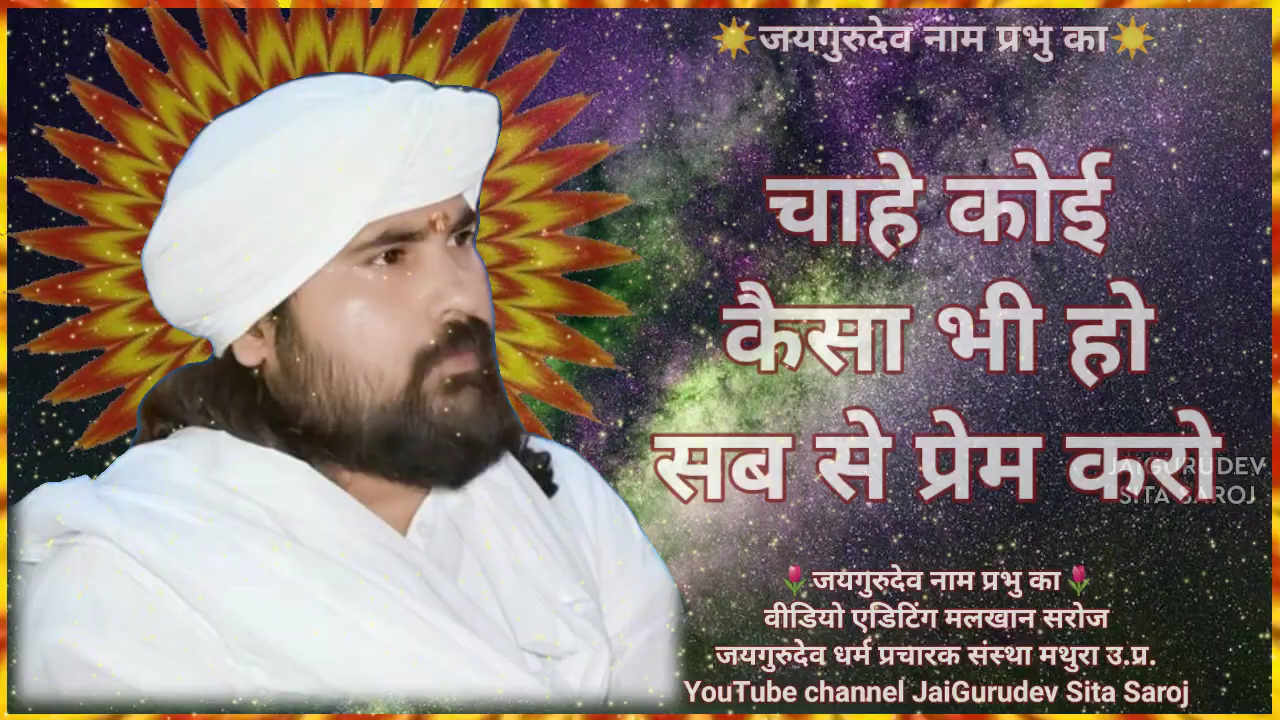 ☀️जयगुरुदेव नाम प्रभु का☀️
चाहे कोई
कैसा भी हो
सब से प्रेम करो
JAIGURUDEV
SITA SAROJ
🌷जयगुरुदेव नाम प्रभु का🌷
वीडियो एडिटिंग मलखान सरोज
जयगुरुदेव धर्म प्रचारक संस्था मथुरा उ.प्र.
YouTube channel JaiGurudev Sita Saroj